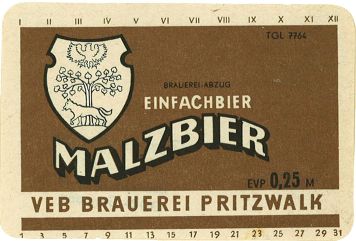 I II III IV V VI VII VIII IX X XI XII
TGL 7764
BRAUEREI-ABZUG
EINFACHBIER
MALZBIER
EVP 0,25 M
VEB BRAUEREI PRITZWALK
1 3 5 7 9 11 13 15 17 19 21 23 25 27 29 31